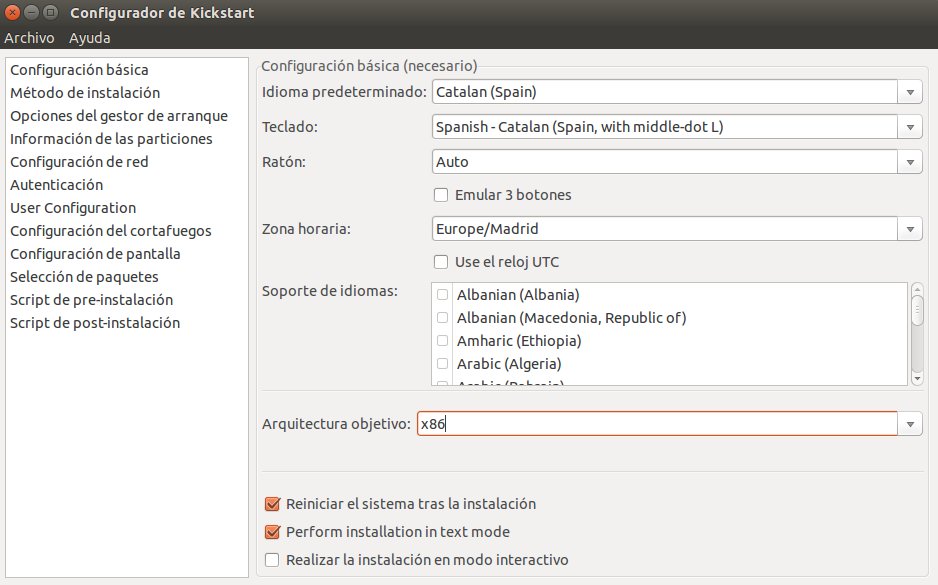 Configurador de Kickstart
Archivo Ayuda
Configuración básica
Método de instalación
Opciones del gestor de arranque
Información de las particiones
Configuración de red
Autenticación
User Configuration
Configuración del cortafuegos
Configuración de pantalla
Selección de paquetes
Script de pre-instalación
Script de post-instalación
Configuración básica (necesario)
Idioma predeterminado: Catalan (Spain)
Teclado: Spanish - Catalan (Spain, with middle-dot L)
Ratón: Auto
Emular 3 botones
Zona horaria: Europe/Madrid
Use el reloj UTC
Soporte de idiomas: Albanian (Albania)
Albanian (Macedonia, Republic of)
Amharic (Ethiopia)
Arabic (Algeria)
Arabic (Bahrain)
Arquitectura objetivo: x86
Reiniciar el sistema tras la instalación
Perform installation in text mode
Realizar la instalación en modo interactivo